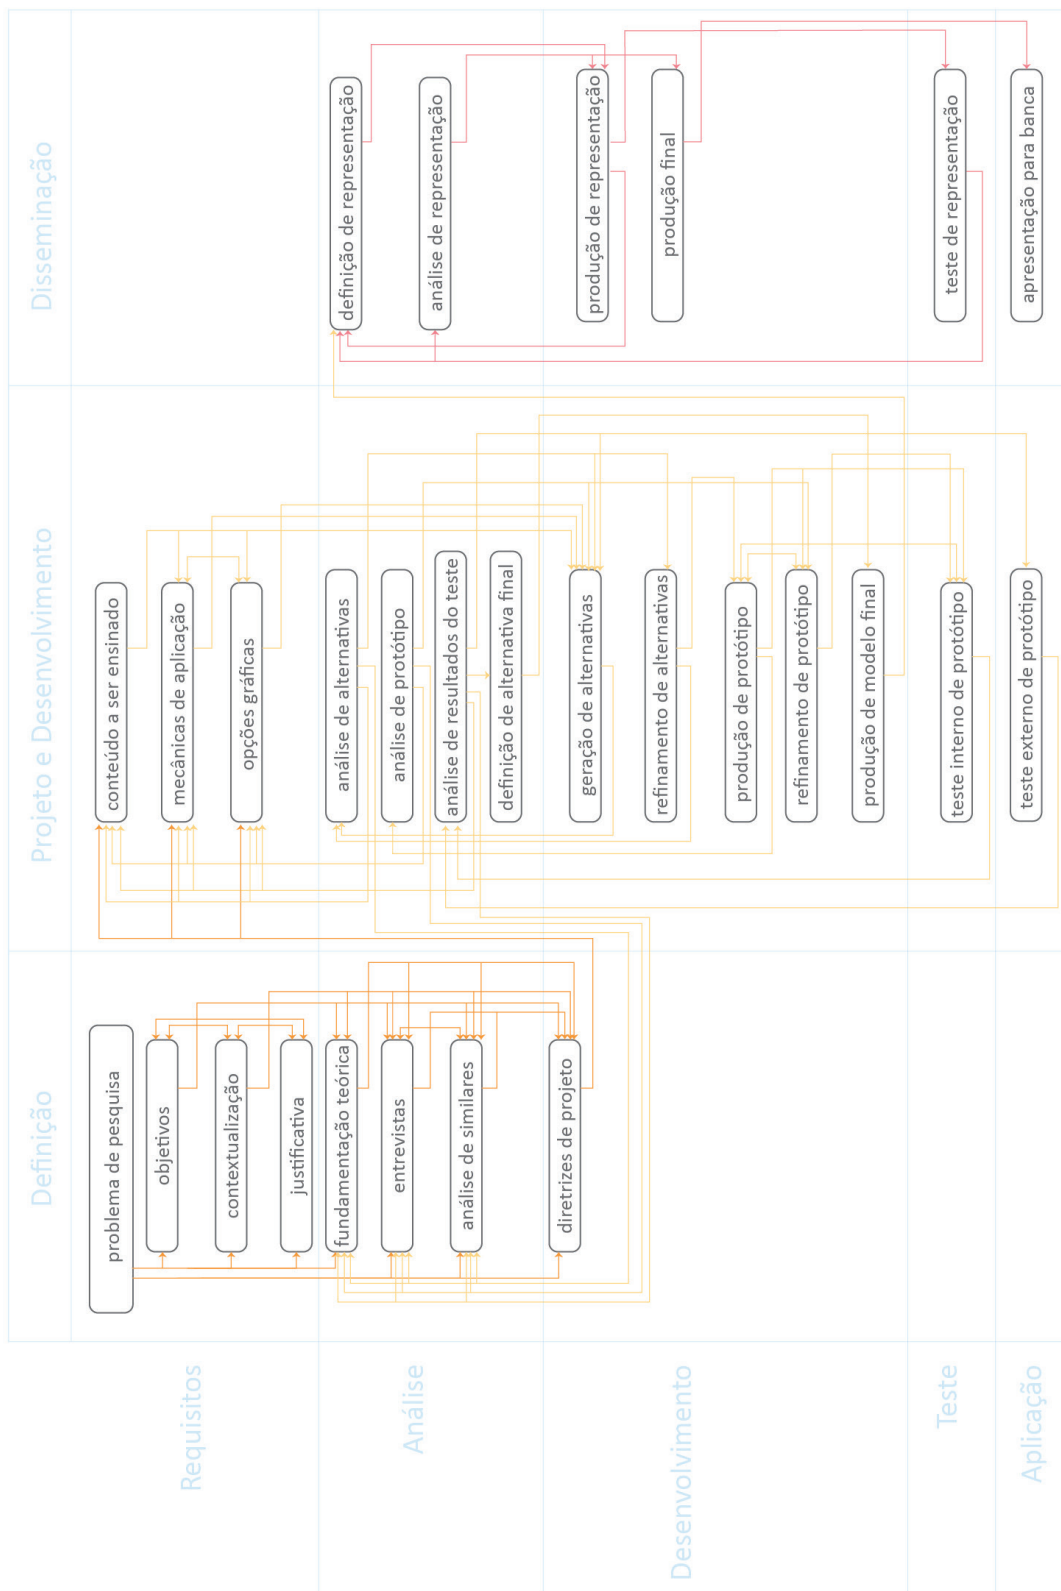 Definição
Projeto e Desenvolvimento
Disseminação
Requisitos
problema de pesquisa
objetivos
contextualização
justificativa
conteúdo a ser ensinado
mecânicas de aplicação
opções gráficas
Análise
fundamentação teórica
entrevistas
análise de similares
análise de alternativas
análise de protótipo
análise de resultados do teste
definição de alternativa final
definição de representação
análise de representação
Desenvolvimento
diretrizes de projeto
geração de alternativas
refinamento de alternativas
produção de protótipo
refinamento de protótipo
produção de modelo final
produção de representação
produção final
Teste
teste interno de protótipo
teste de representação
Aplicação
teste externo de protótipo
apresentação para banca